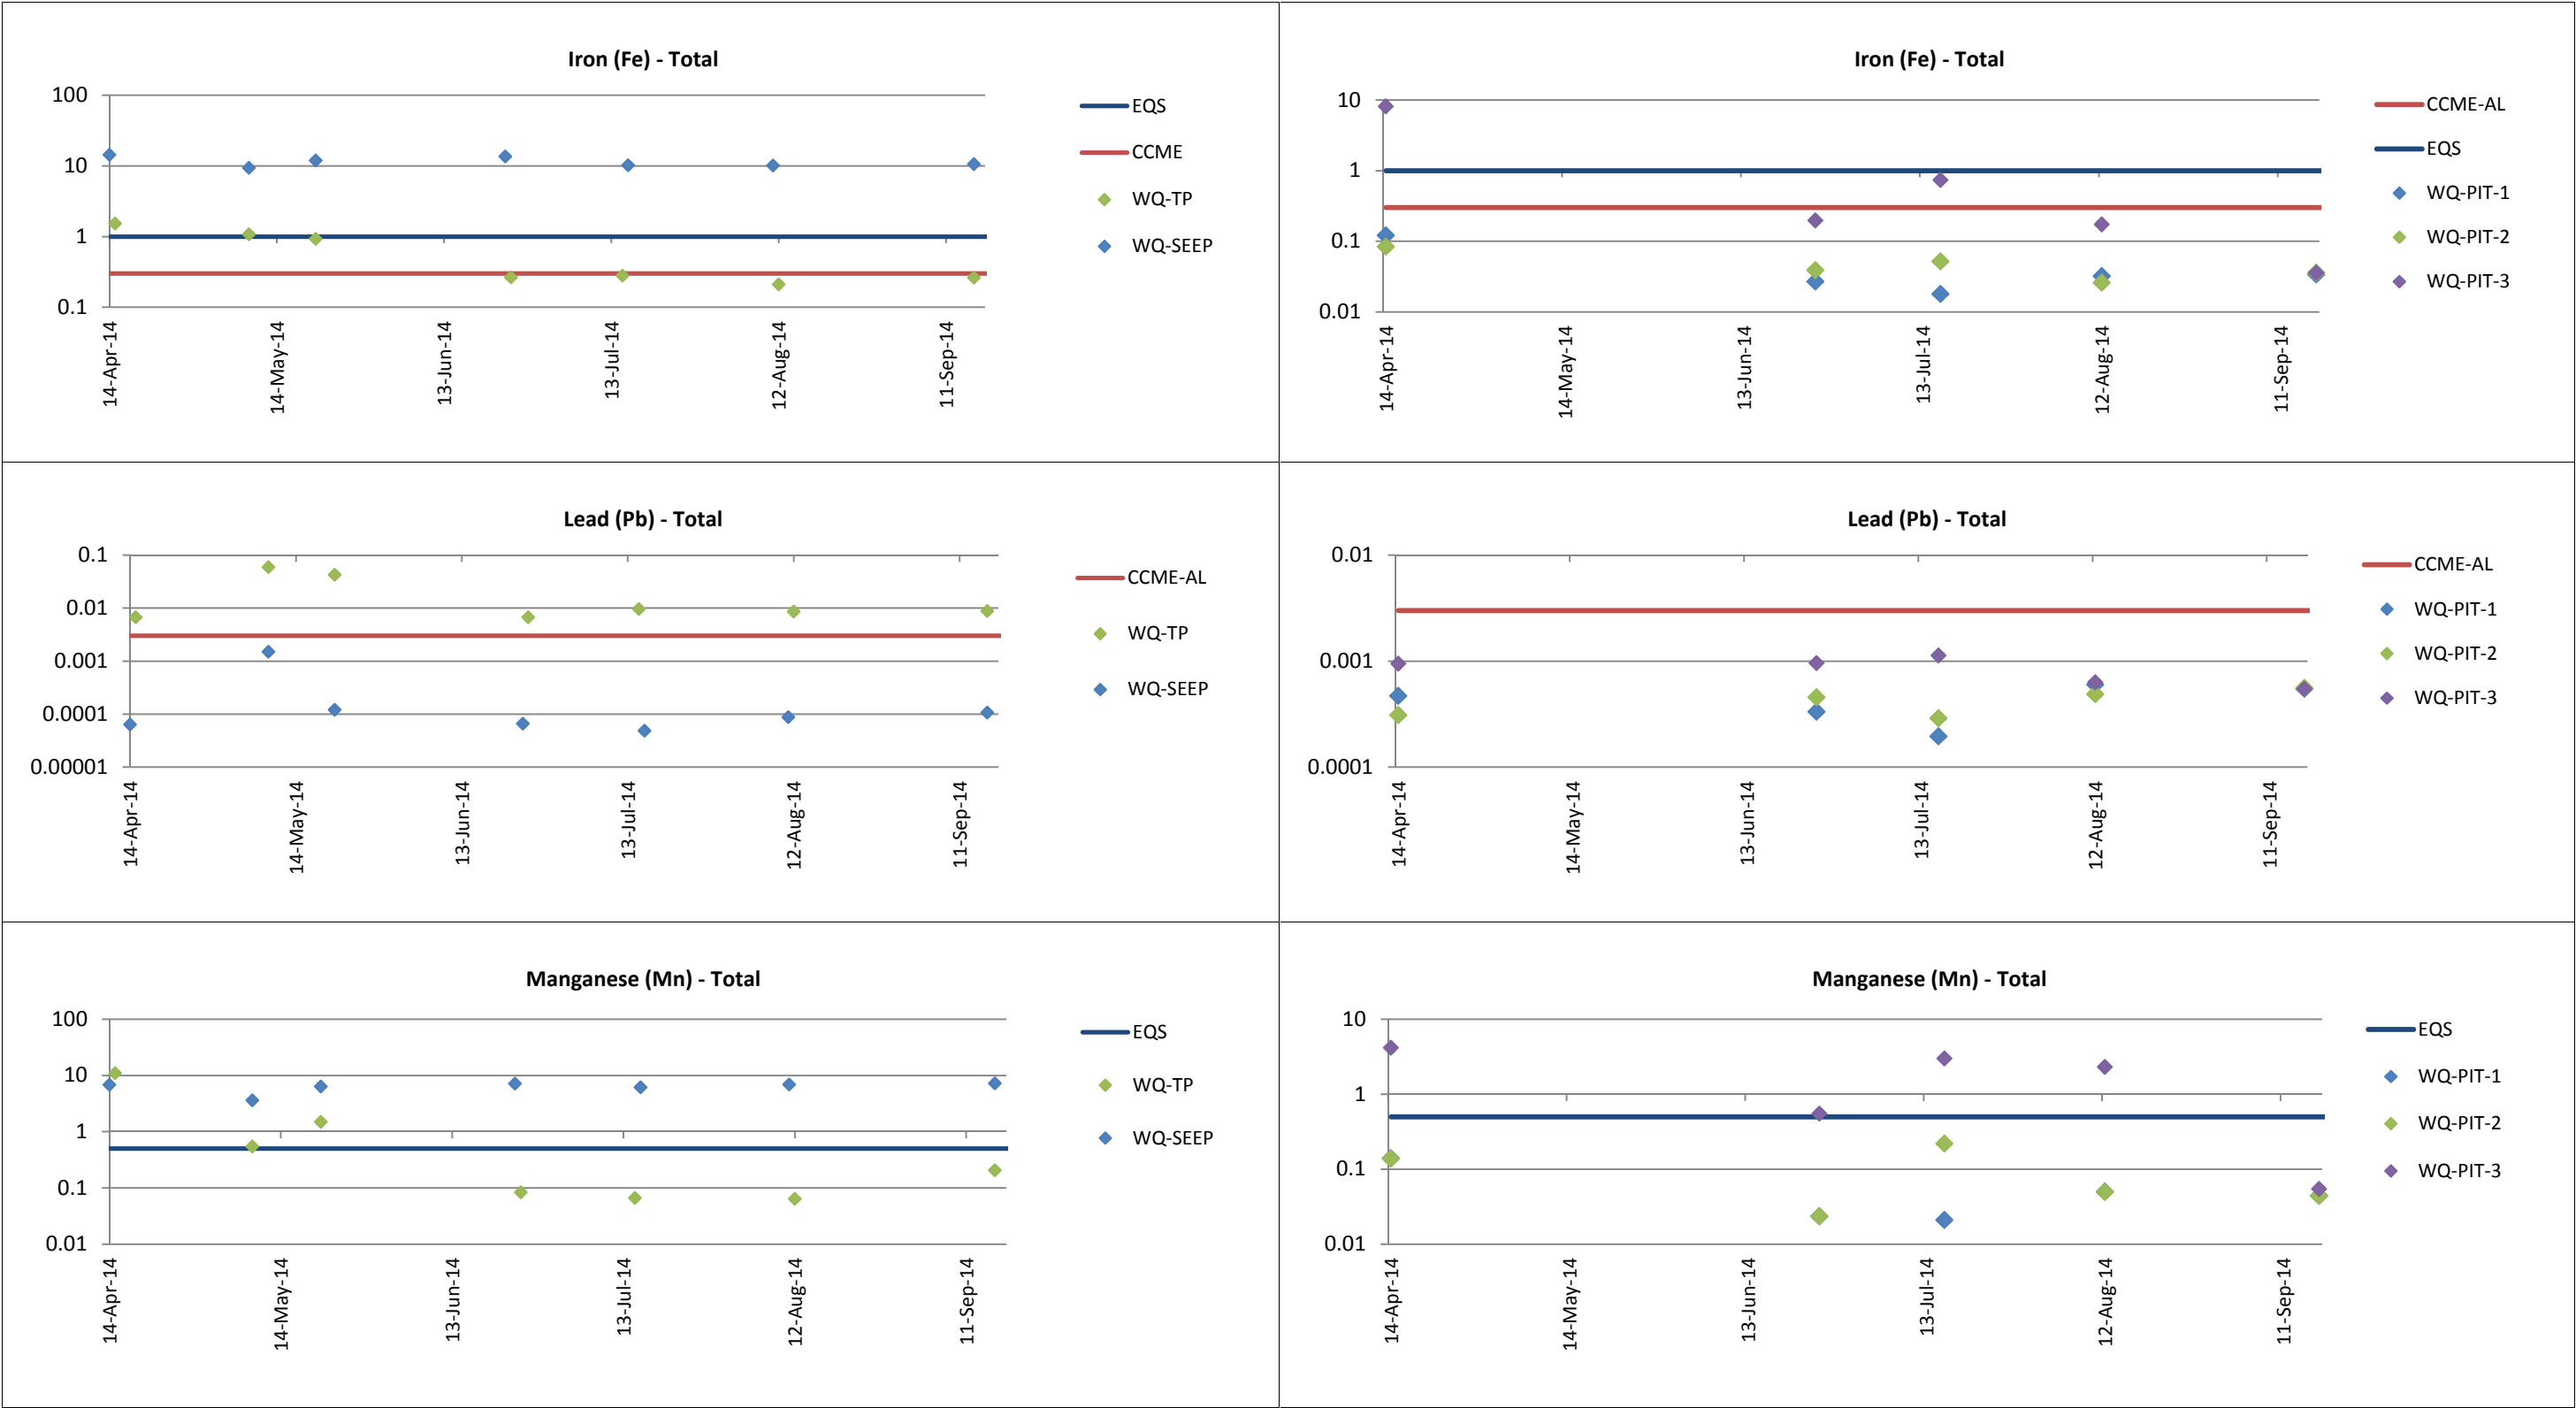 Iron (Fe) - Total
100
10
1
0.1
14-Apr-14
14-May-14
13-Jun-14
13-Jul-14
12-Aug-14
11-Sep-14
EQS
CCME
WQ-TP
WQ-SEEP
Iron (Fe) - Total
10
1
0.1
0.01
14-Apr-14
14-May-14
13-Jun-14
13-Jul-14
12-Aug-14
11-Sep-14
CCME-AL
EQS
WQ-PIT-1
WQ-PIT-2
WQ-PIT-3
Lead (Pb) - Total
0.1
0.01
0.001
0.0001
0.00001
14-Apr-14
14-May-14
13-Jun-14
13-Jul-14
12-Aug-14
11-Sep-14
CCME-AL
WQ-TP
WQ-SEEP
Lead (Pb) - Total
0.01
0.001
0.0001
14-Apr-14
14-May-14
13-Jun-14
13-Jul-14
12-Aug-14
11-Sep-14
CCME-AL
WQ-PIT-1
WQ-PIT-2
WQ-PIT-3
Manganese (Mn) - Total
100
10
1
0.1
0.01
14-Apr-14
14-May-14
13-Jun-14
13-Jul-14
12-Aug-14
11-Sep-14
EQS
WQ-TP
WQ-SEEP
Manganese (Mn) - Total
10
1
0.1
0.01
14-Apr-14
14-May-14
13-Jun-14
13-Jul-14
12-Aug-14
11-Sep-14
EQS
WQ-PIT-1
WQ-PIT-2
WQ-PIT-3